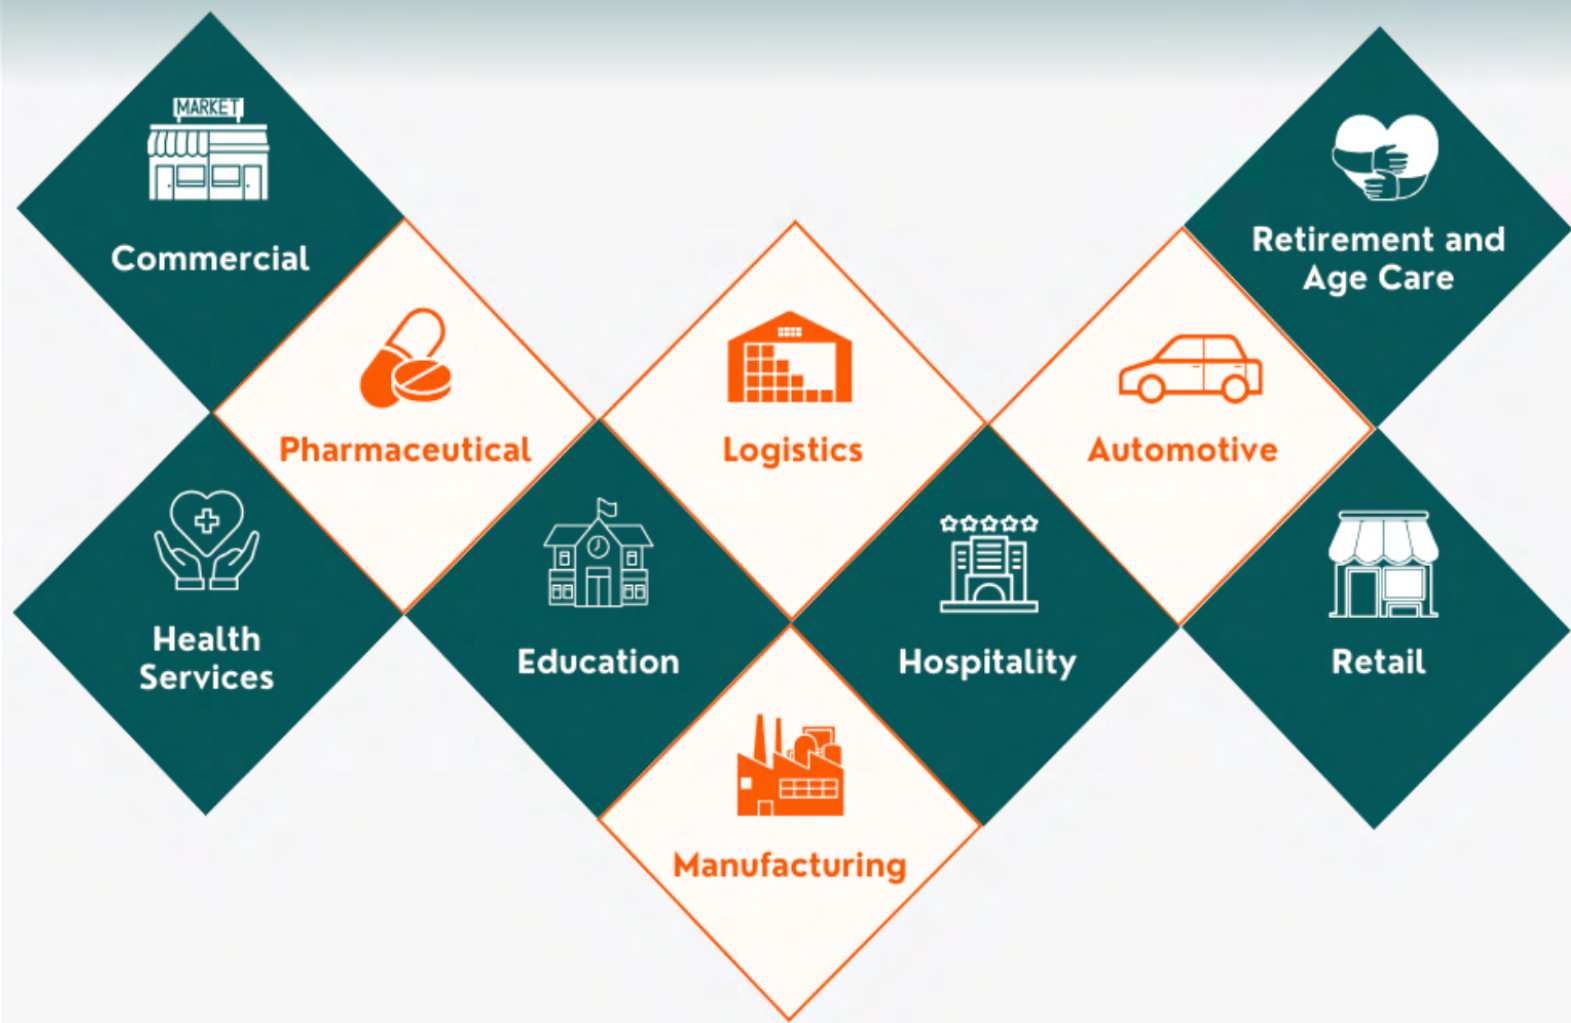 MARKET
Commercial
Retirement and
Age Care
Pharmaceutical
Logistics
Automotive
Health
Services
Education
Hospitality
Retail
Manufacturing